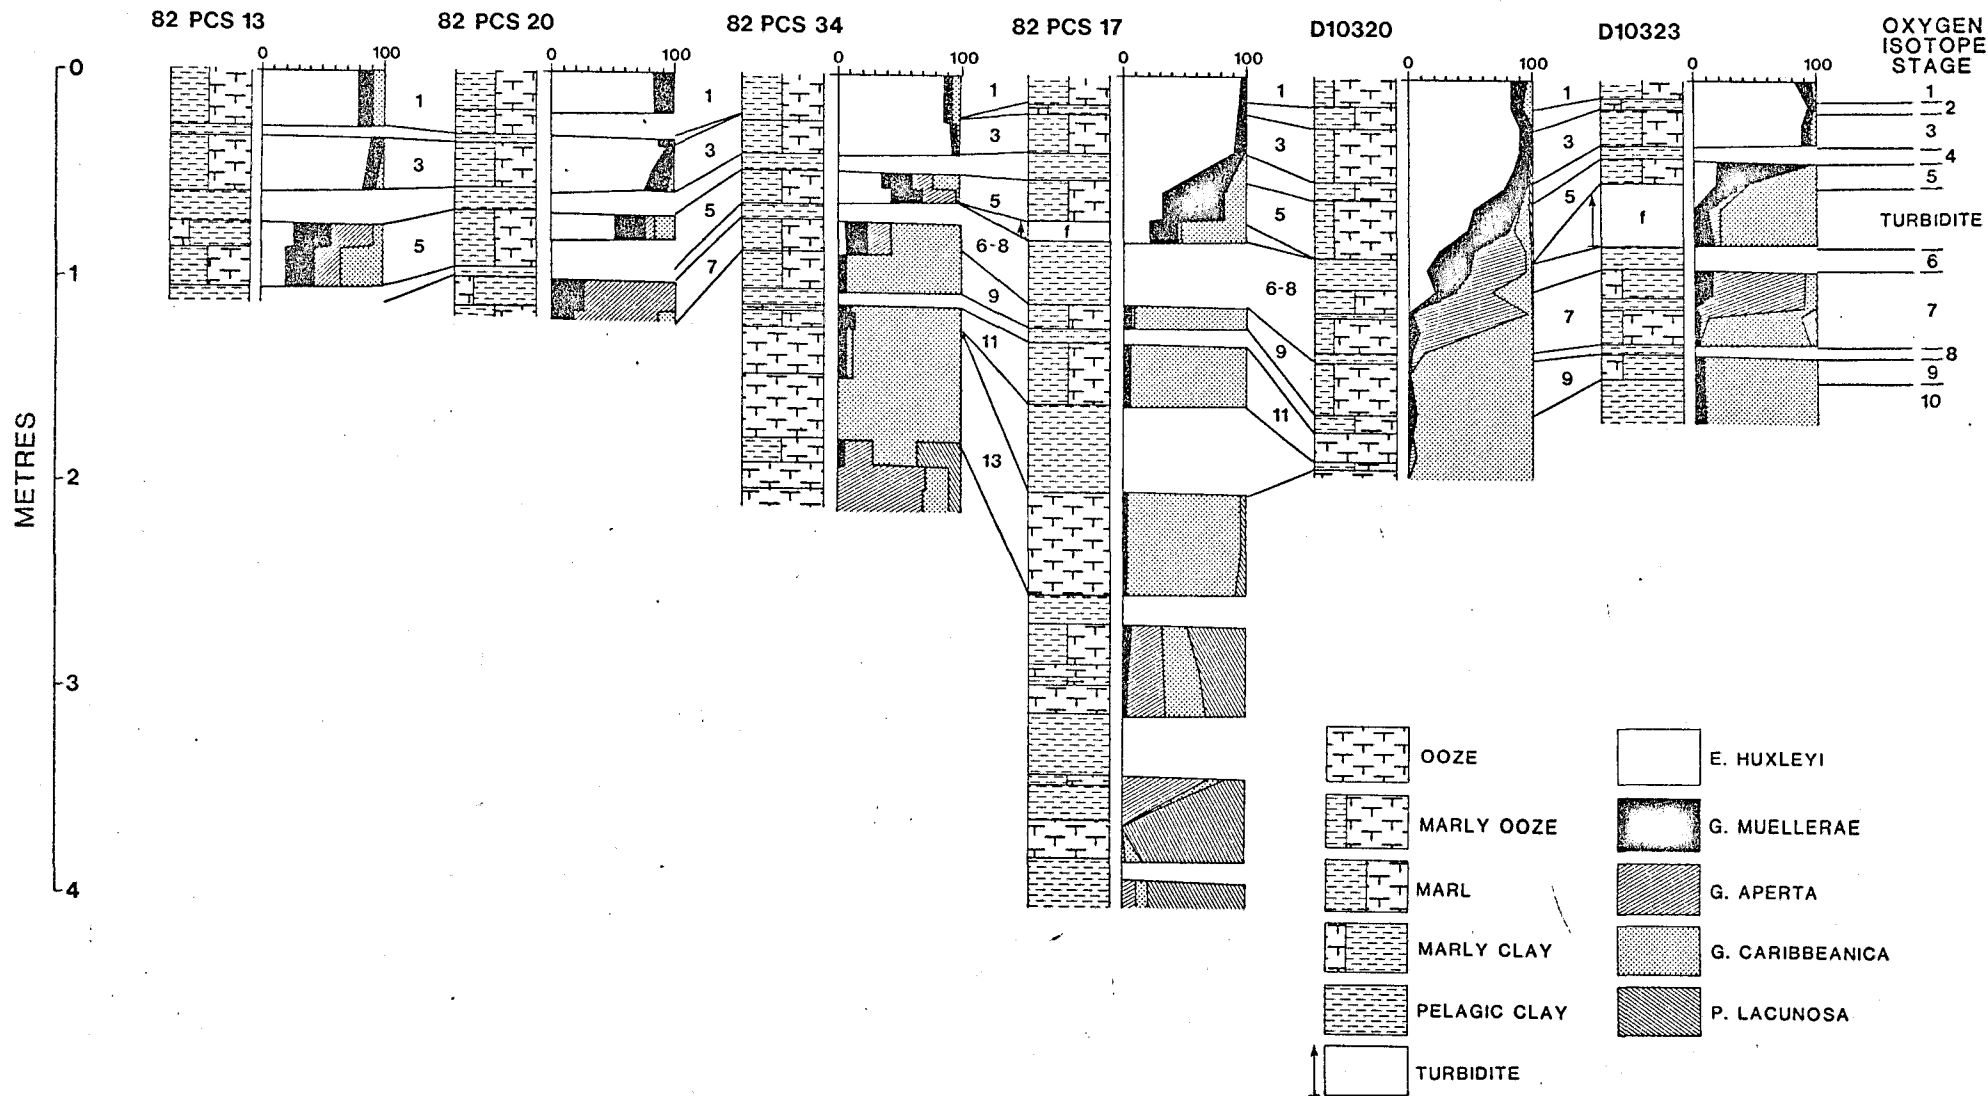 82 PCS 13 82 PCS 20 82 PCS 34 82 PCS 17 D10320 D10323 OXYGEN
ISOTOPE
STAGE
0 100 0 100 0 100 0 100 0 100 0 100
METRES
0
1
2
3
4
1
3
5
1
3
5
7
1
3
5
6-8
9
11
13
f
1
3
5
6-8
9
11
1
3
5
7
9
f
1
2
3
4
5
TURBIDITE
6
7
8
9
10
OOZE
MARLY OOZE
MARL
MARLY CLAY
PELAGIC CLAY
TURBIDITE
E. HUXLEYI
G. MUELLERAE
G. APERTA
G. CARIBBEANICA
P. LACUNOSA